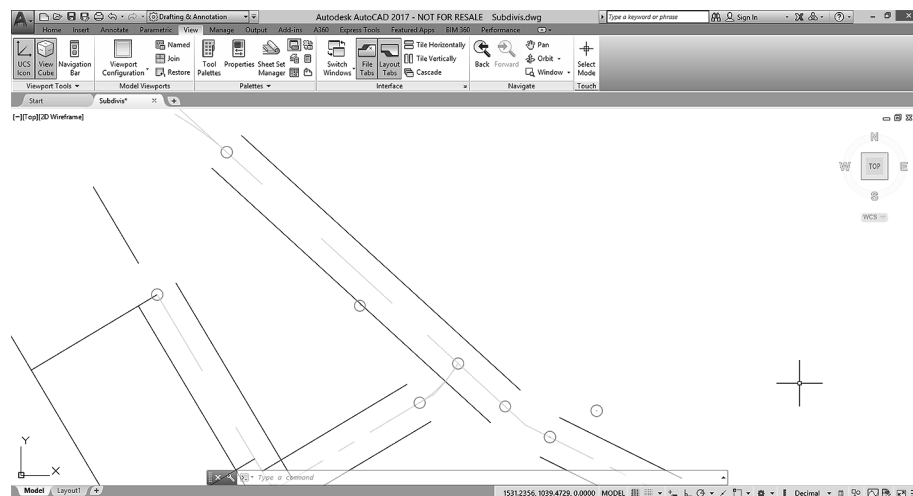 Drafting & Annotation
Autodesk AutoCAD 2017 - NOT FOR RESALE Subdivis.dwg
Type a keyword or phrase
Sign In
Home Insert Annotate Parametric View Manage Output Add-ins A360 Express Tools Featured Apps BIM 360 Performance
UCS Icon
View Cube
Navigation Bar
Viewport Configuration
Named
Join
Restore
Tool Palettes
Properties
Sheet Set Manager
Switch Windows
File Tabs
Layout Tabs
Tile Horizontally
Tile Vertically
Cascade
Back
Forward
Pan
Orbit
Window
Select Mode
Viewport Tools Model Viewports Palettes Interface Navigate Touch
Start Subdivis*
[−][Top][2D Wireframe]
N
W TOP E
S
WCS
Y
X
Type a command
Model Layout1 1531.2356, 1039.4729, 0.0000 MODEL Decimal